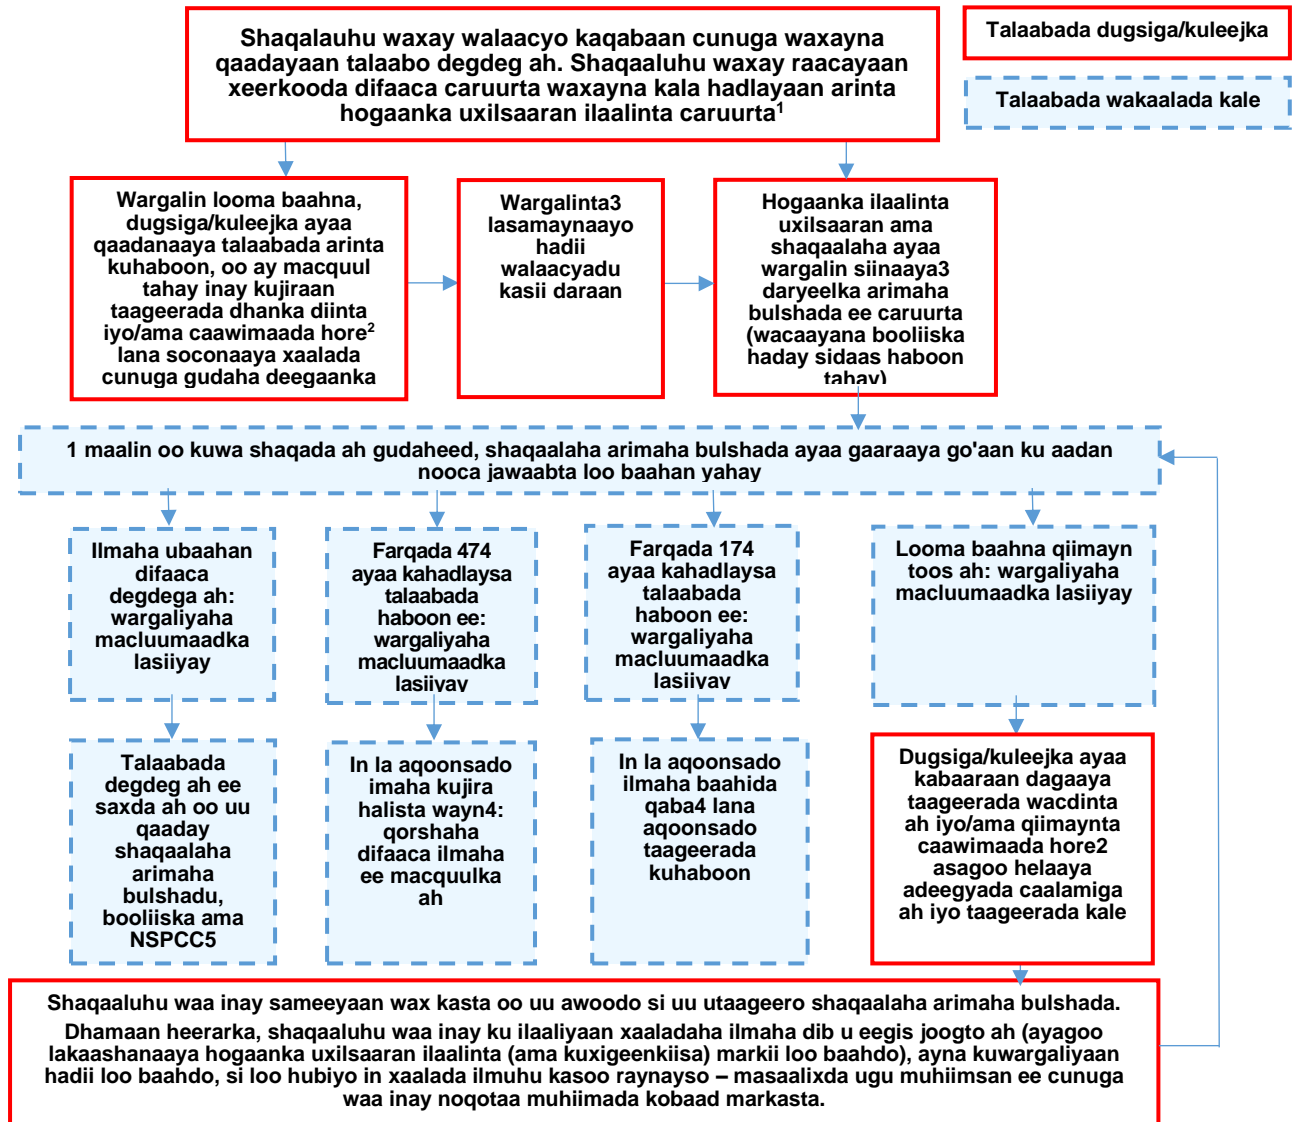 Shaqalauhu waxay walaacyo kaqabaan cunuga waxayna
qaadayaan talaabo degdeg ah. Shaqaaluhu waxay raacayaan
xeerkooda difaaca caruurta waxayna kala hadlayaan arinta
hogaanka uxilsaaran ilaalinta caruurta1
Talaabada dugsiga/kuleejka
Talaabada wakaalada kale
Wargalin looma baahna,
dugsiga/kuleejka ayaa
qaadanaaya talaabada arinta
kuhaboon, oo ay macquul
tahay inay kujiraan
taageerada dhanka diinta
iyo/ama caawimaada hore2
lana soconaaya xaalada
cunuga gudaha deegaanka
Wargalinta3
lasamaynaayo
hadii
walaacyadu
kasii daraan
Hogaanka ilaalinta
uxilsaaran ama
shaqaalaha ayaa
wargalin siinaaya3
daryeelka arimaha
bulshada ee caruurta
(wacaayana booliiska
haday sidaas haboon
tahay)
1 maalin oo kuwa shaqada ah gudaheed, shaqaalaha arimaha bulshada ayaa gaaraaya go'aan ku aadan
nooca jawaabta loo baahan yahay
Ilmaha ubaahan
difaaca
degdega ah:
wargaliyaha
macluumaadka
lasiiyay
Farqada 474
ayaa kahadlaysa
talaabada
haboon ee:
wargaliyaha
macluumaadka
lasiiyay
Farqada 174
ayaa kahadlaysa
talaabada
haboon ee:
wargaliyaha
macluumaadka
lasiiyay
Looma baahna qiimayn
toos ah: wargaliyaha
macluumaadka lasiiyay
Talaabada
degdeg ah ee
saxda ah oo uu
qaaday
shaqaalaha
arimaha
bulshadu,
booliiska ama
NSPCC5
In la aqoonsado
imaha kujira
halista wayn4:
qorshaha
difaaca ilmaha
ee macquulka
ah
In la aqoonsado
ilmaha baahida
qaba4 lana
aqoonsado
taageerada
kuhaboon
Dugsiga/kuleejka ayaa
kabaaraan dagaaya
taageerada wacdinta
ah iyo/ama qiimaynta
caawimaada hore2
asagoo helaaya
adeegyada caalamiga
ah iyo taageerada kale
Shaqaaluhu waa inay sameeyaan wax kasta oo uu awoodo si uu utaageero shaqaalaha arimaha bulshada.
Dhamaan heerarka, shaqaaluhu waa inay ku ilaaliyaan xaaladaha ilmaha dib u eegis joogto ah (ayagoo
lakaashanaaya hogaanka uxilsaaran ilaalinta (ama kuxigeenkiisa) markii loo baahdo), ayna kuwargaliyaan
hadii loo baahdo, si loo hubiyo in xaalada ilmuhu kasoo raynayso – masaalixda ugu muhiimsan ee cunuga
waa inay noqotaa muhiimada kobaad markasta.